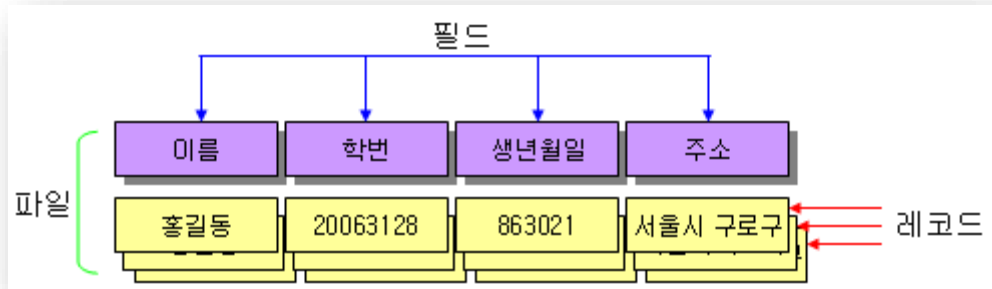 필드
이름 학번 생년월일 주소
파일
홍길동 20063128 863021 서울시 구로구
레코드